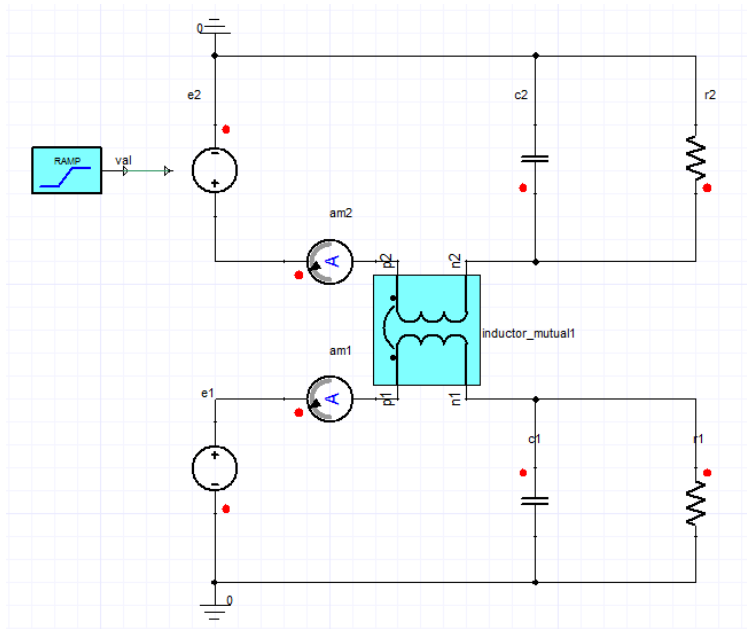 0
e2
c2
r2
RAMP
val
-
+
am2
A
p2
n2
inductor_mutual1
am1
A
e1
p1
n1
c1
r1
+
-
0